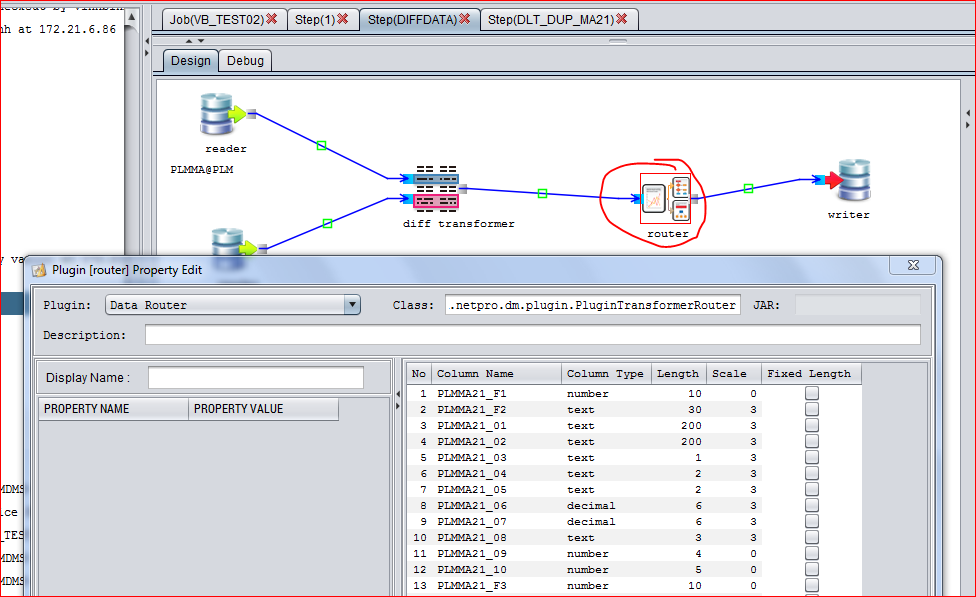 nh at 172.21.6.86
Job(VB_TEST02)
Step(1)
Step(DIFFDATA)
Step(DLT_DUP_MA21)
Design
Debug
reader
PLMMA@PLM
diff transformer
router
writer
Plugin [router] Property Edit
Plugin: Data Router Class: .netpro.dm.plugin.PluginTransformerRouter JAR:
Description:
Display Name :
PROPERTY NAME PROPERTY VALUE
No Column Name Column Type Length Scale Fixed Length
1 PLMMA21_F1 number 10 0
2 PLMMA21_F2 text 30 3
3 PLMMA21_01 text 200 3
4 PLMMA21_02 text 200 3
5 PLMMA21_03 text 1 3
6 PLMMA21_04 text 2 3
7 PLMMA21_05 text 2 3
8 PLMMA21_06 decimal 6 3
9 PLMMA21_07 decimal 6 3
10 PLMMA21_08 text 3 3
11 PLMMA21_09 number 4 0
12 PLMMA21_10 number 5 0
13 PLMMA21_F3 number 10 0
MDMS
ice
_TES
MDMS
MDMS